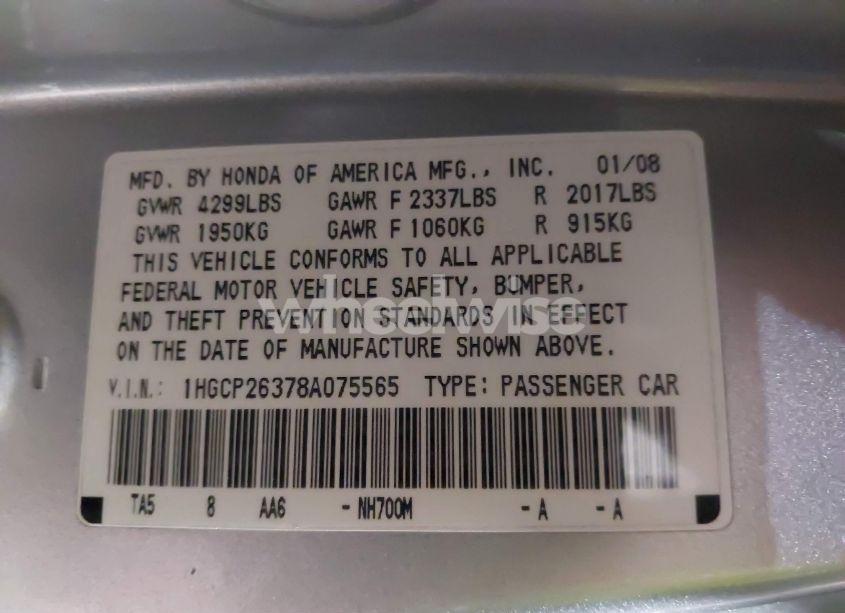 MFD. BY HONDA OF AMERICA MFG., INC. 01/08
GVWR 4299LBS GAWR F 2337LBS R 2017LBS
GVWR 1950KG GAWR F 1060KG R 915KG
THIS VEHICLE CONFORMS TO ALL APPLICABLE
FEDERAL MOTOR VEHICLE SAFETY, BUMPER,
AND THEFT PREVENTION STANDARDS IN EFFECT
ON THE DATE OF MANUFACTURE SHOWN ABOVE.
V.I.N.: 1HGCP26378A075565 TYPE: PASSENGER CAR
TA5 8 AA6 - NH700M - A - A
wheelwise